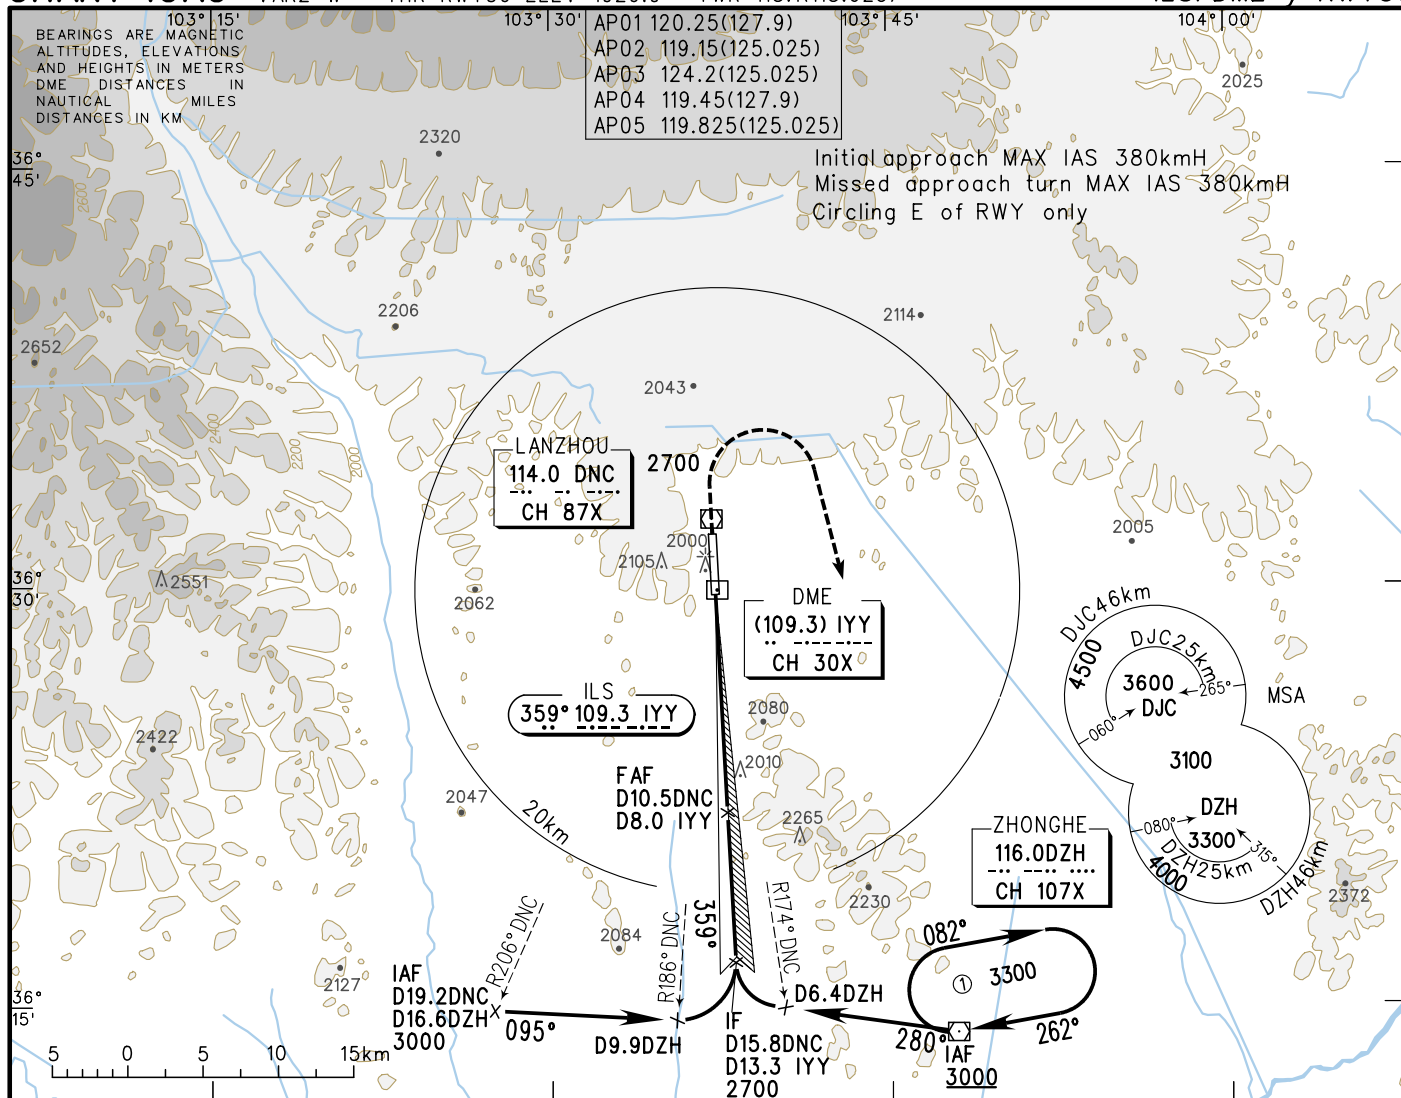 103° 15'
103° 30'
103° 45'
104° 00'
BEARINGS ARE MAGNETIC
ALTITUDES, ELEVATIONS
AND HEIGHTS IN METERS
DME DISTANCES IN
NAUTICAL MILES
DISTANCES IN KM
AP01 120.25(127.9)
AP02 119.15(125.025)
AP03 124.2(125.025)
AP04 119.45(127.9)
AP05 119.825(125.025)
2025
2320
36°
45'
Initial approach MAX IAS 380kmH
Missed approach turn MAX IAS 380kmH
Circling E of RWY only
2600
2206
2114
2652
2043
2400
2200
2000
LANZHOU
114.0 DNC
CH 87X
2700
2005
2000
2105
2551
36°
30'
2062
DME
(109.3) IYY
CH 30X
DJC46km
4500
DJC25km
3600
265°
DJC
060°
MSA
ILS
359° 109.3 IYY
2080
2422
3100
2010
FAF
D10.5DNC
D8.0 IYY
2047
20km
2265
DZH
080°
3300
315°
DZH25km
4000
DZH46km
ZHONGHE
116.0DZH
CH 107X
2372
2230
R206° DNC
R186° DNC
359°
R174° DNC
2084
082°
① 3300
2127
IAF
D19.2DNC
D16.6DZH
3000
095°
D9.9DZH
D6.4DZH
280°
262°
36°
15'
IF
D15.8DNC
D13.3 IYY
2700
IAF
3000
5 0 5 10 15km